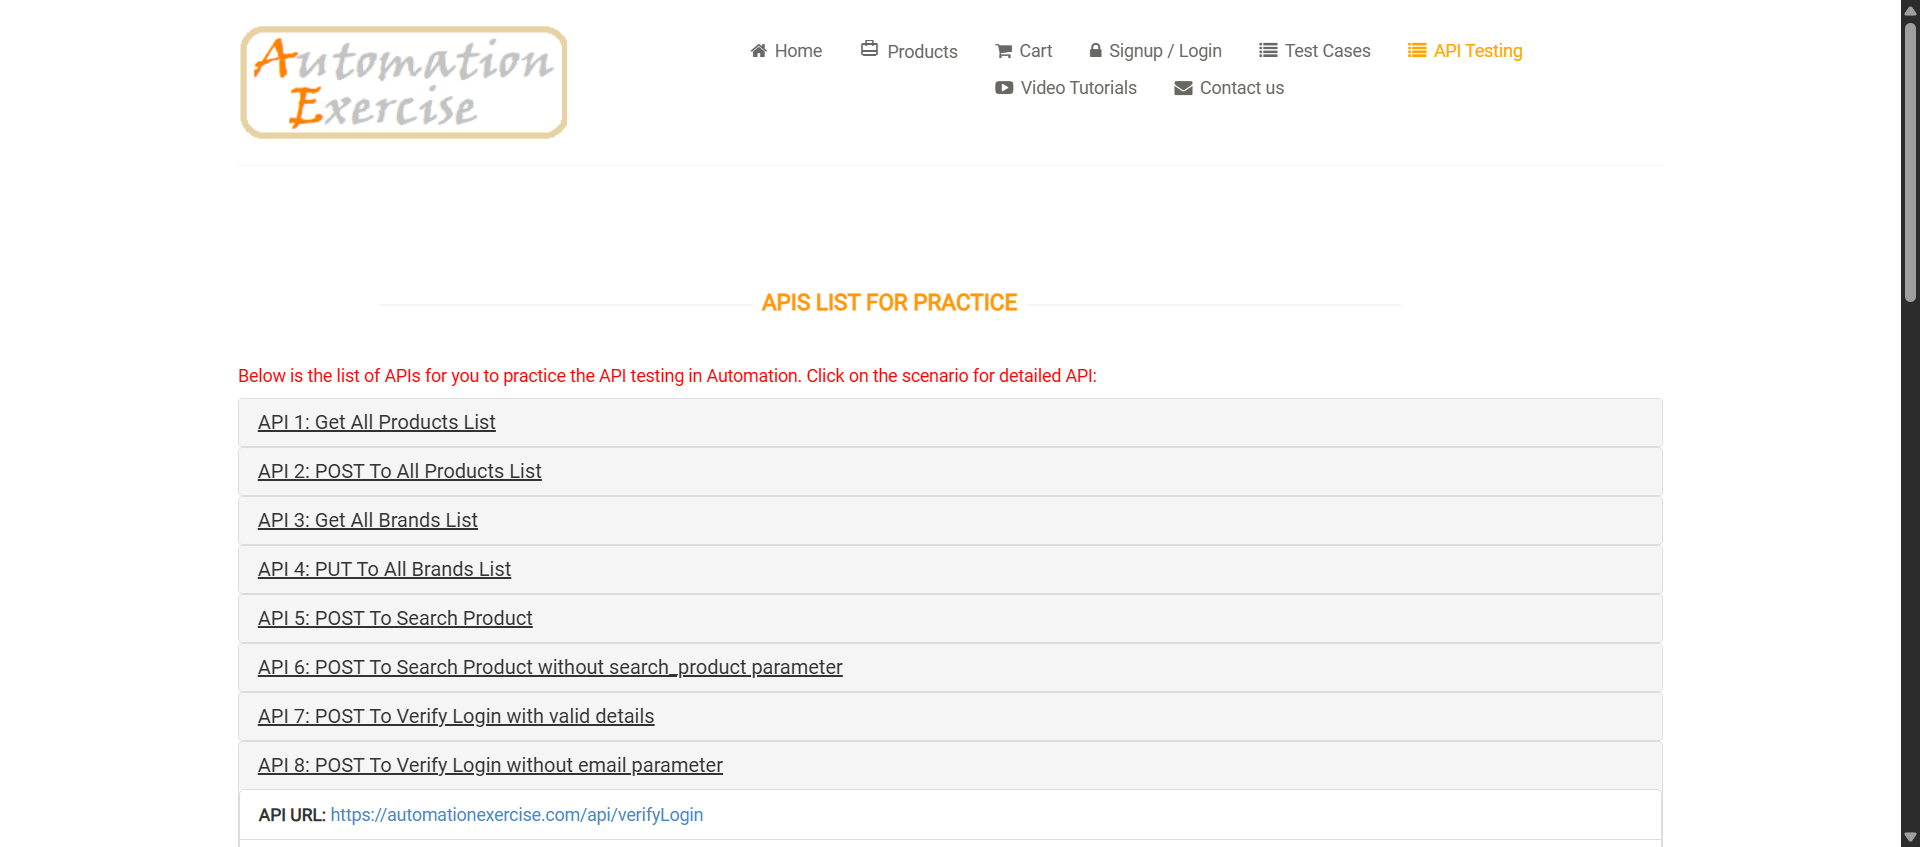 Automation
Exercise
Home
Products
Cart
Signup / Login
Test Cases
API Testing
Video Tutorials
Contact us
APIS LIST FOR PRACTICE
Below is the list of APIs for you to practice the API testing in Automation. Click on the scenario for detailed API:
API 1: Get All Products List
API 2: POST To All Products List
API 3: Get All Brands List
API 4: PUT To All Brands List
API 5: POST To Search Product
API 6: POST To Search Product without search_product parameter
API 7: POST To Verify Login with valid details
API 8: POST To Verify Login without email parameter
API URL: https://automationexercise.com/api/verifyLogin